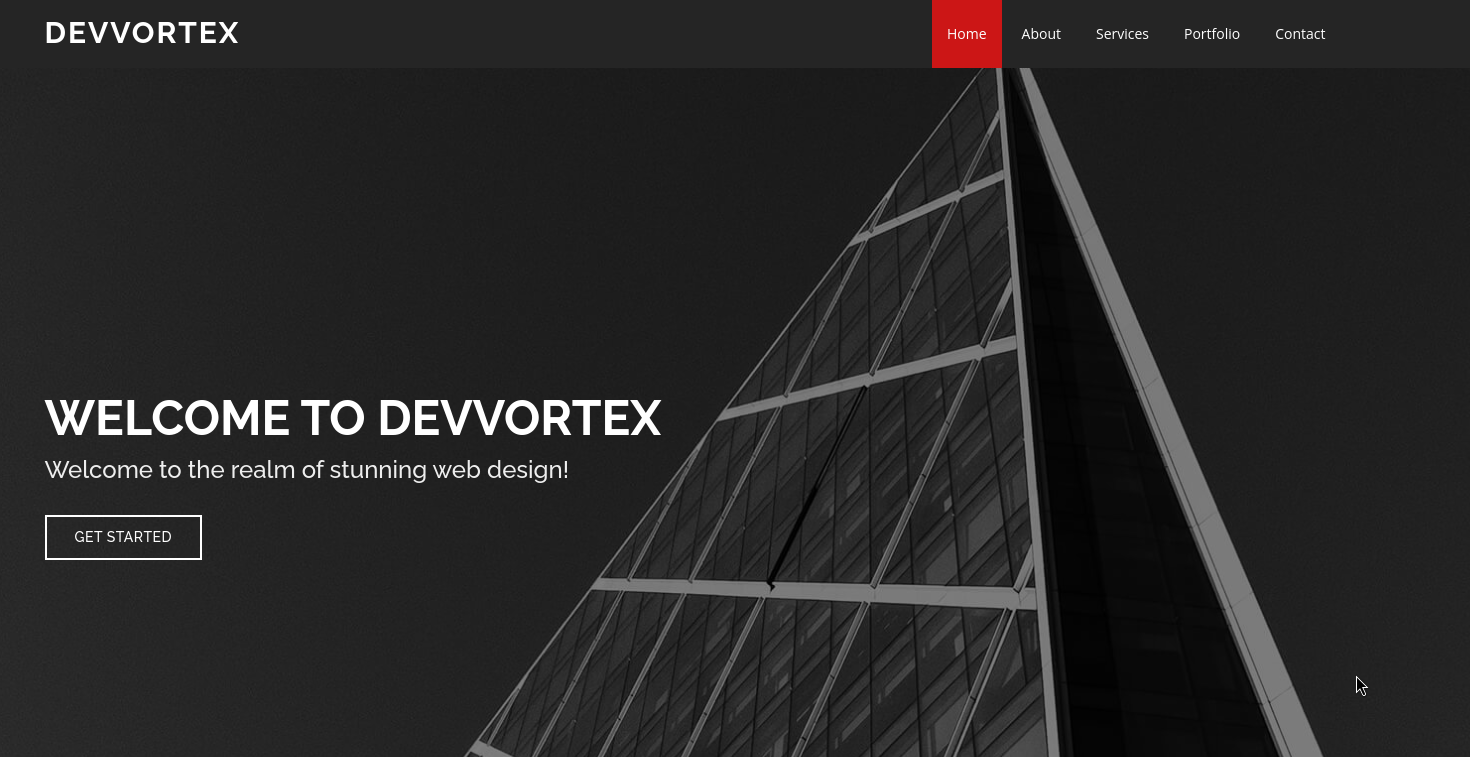 DEVVORTEX
Home About Services Portfolio Contact
WELCOME TO DEVVORTEX
Welcome to the realm of stunning web design!
GET STARTED